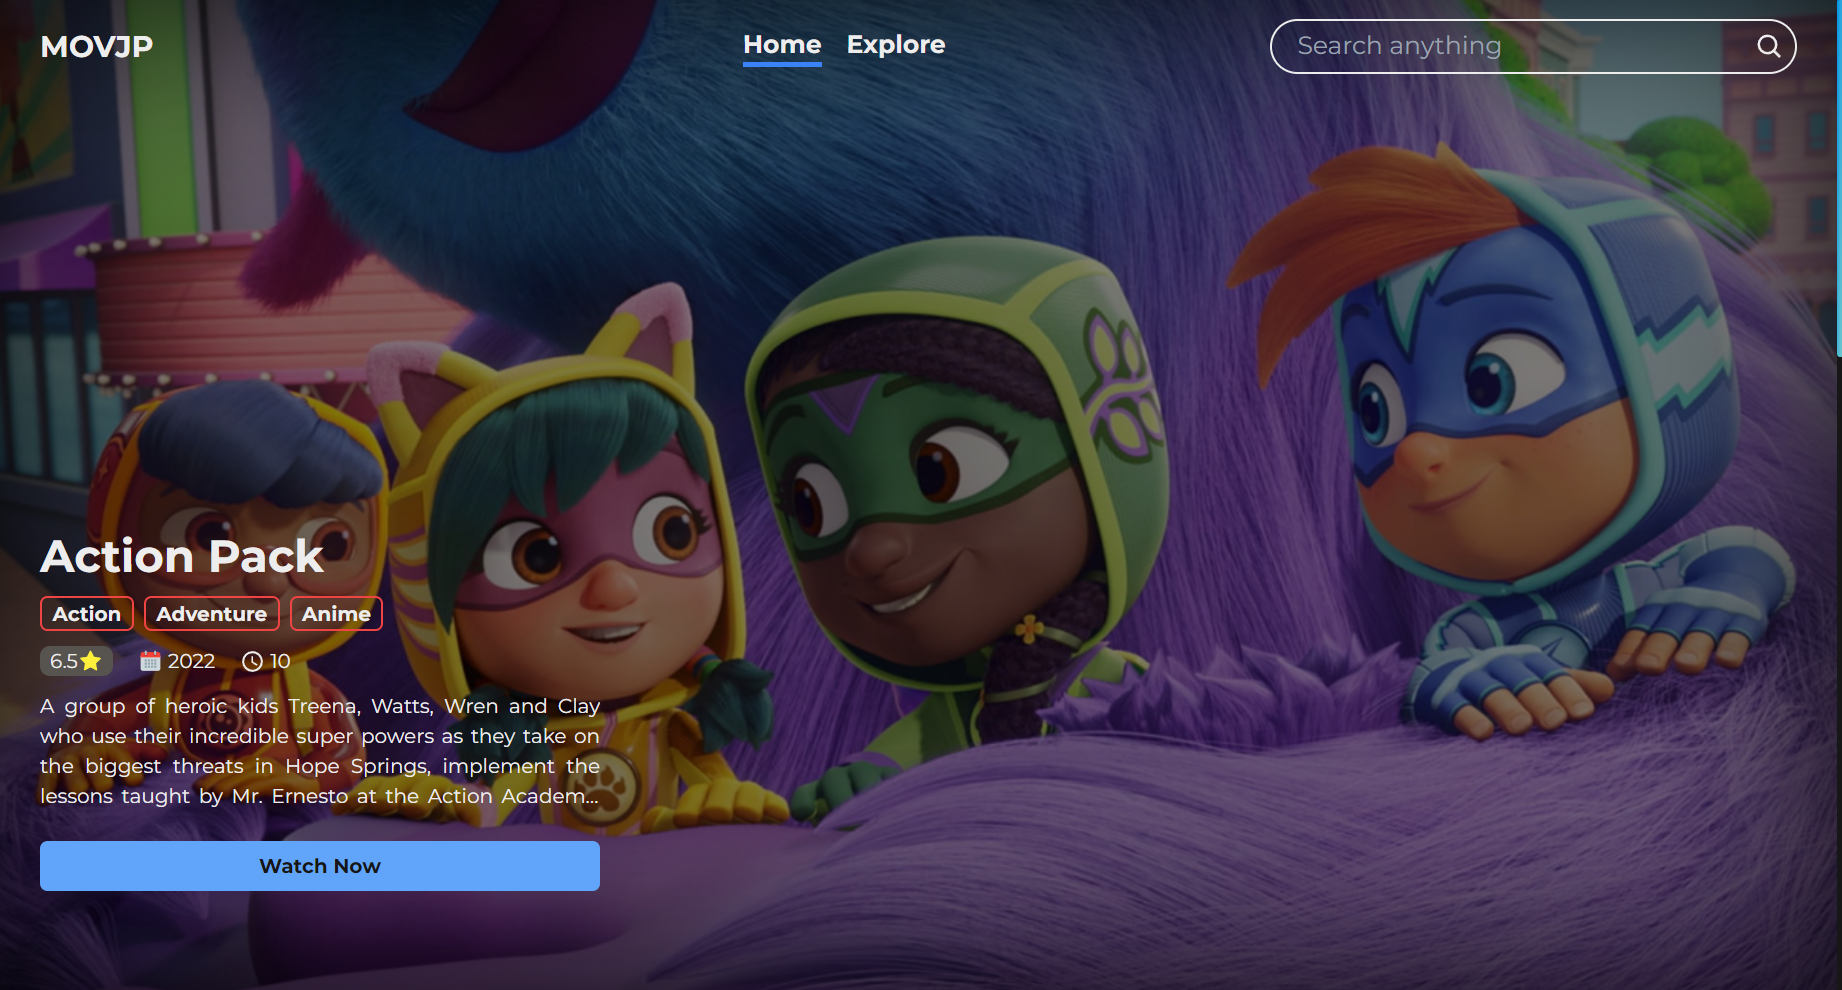 MOVJP
Home Explore
Search anything
Action Pack
Action Adventure Anime
6.5 2022 10
A group of heroic kids Treena, Watts, Wren and Clay
who use their incredible super powers as they take on
the biggest threats in Hope Springs, implement the
lessons taught by Mr. Ernesto at the Action Academ...
Watch Now